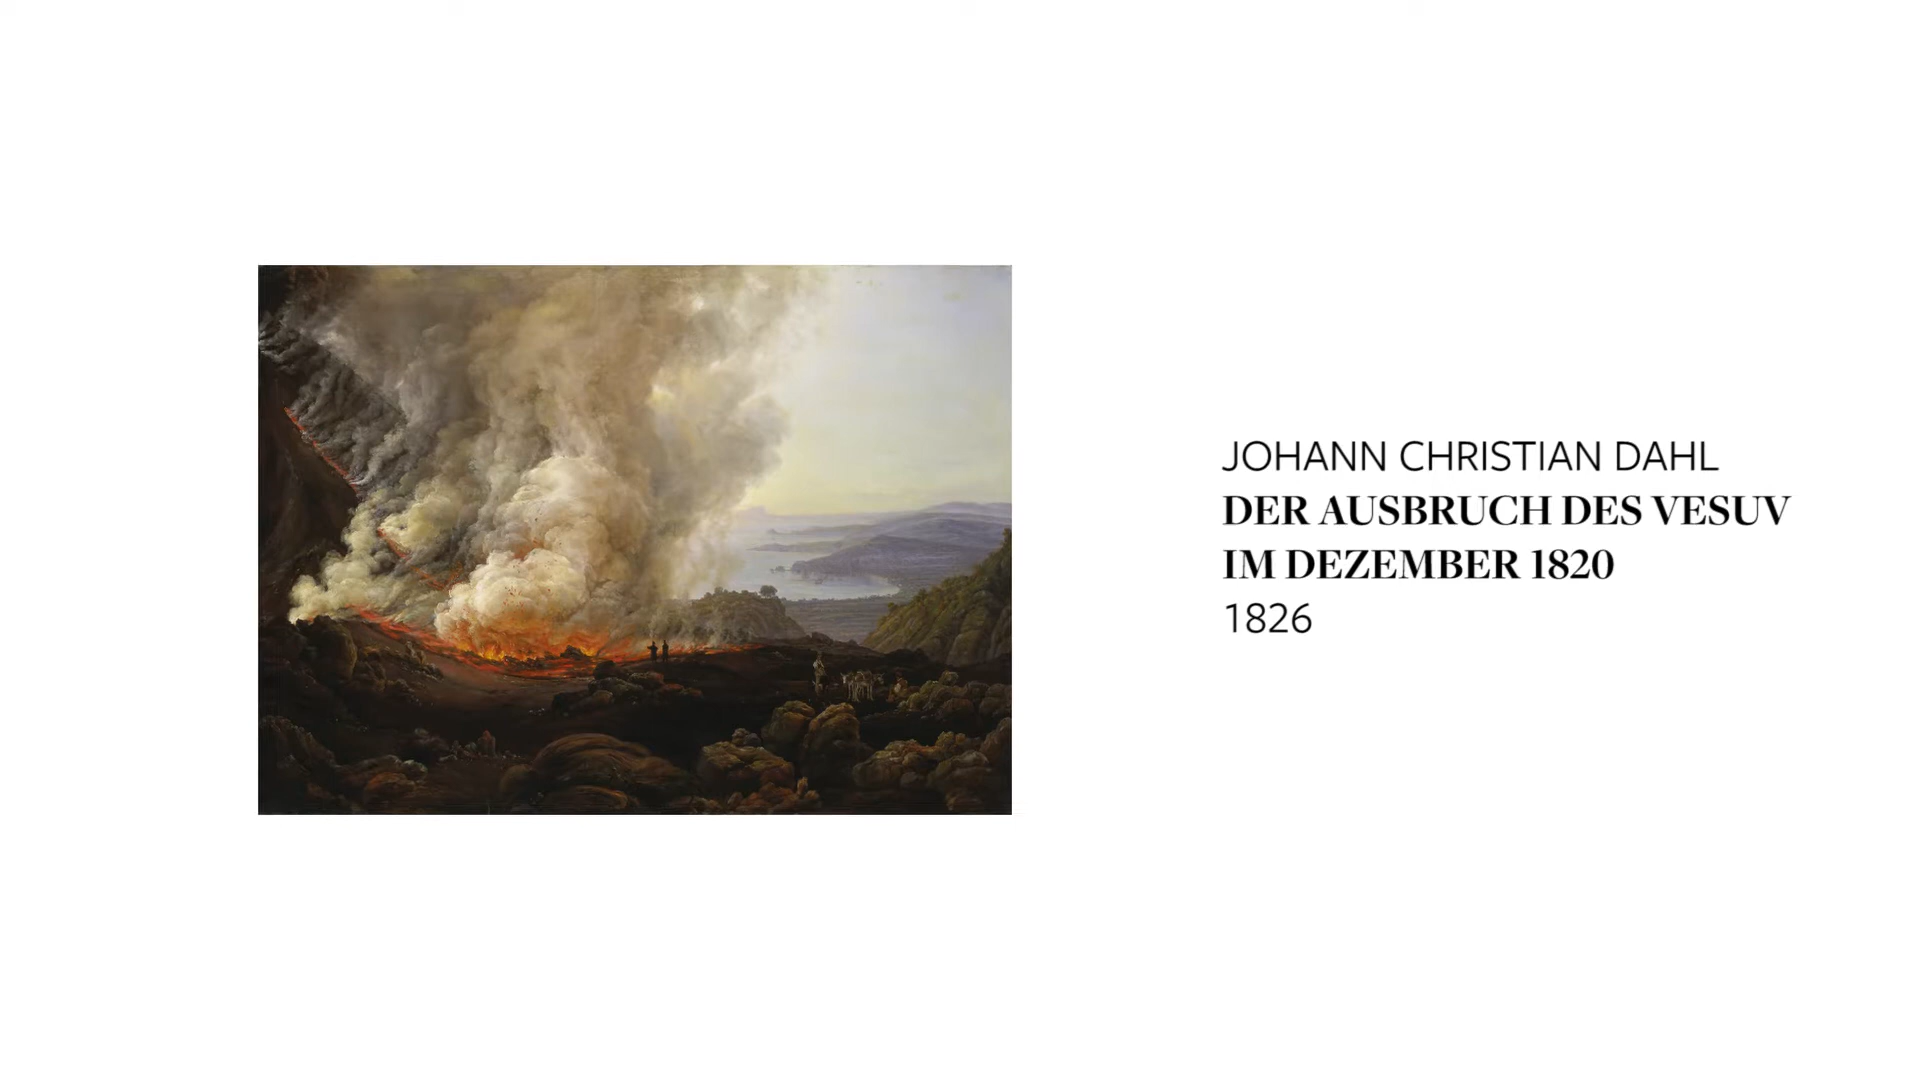 JOHANN CHRISTIAN DAHL
DER AUSBRUCH DES VESUV
IM DEZEMBER 1820
1826